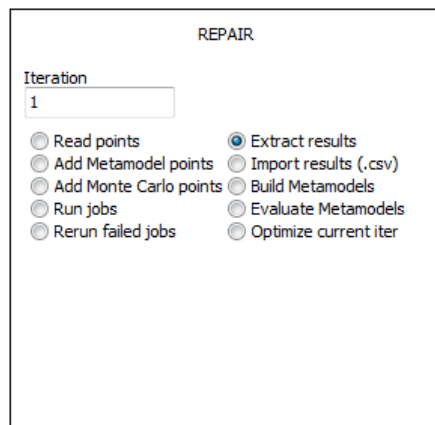 REPAIR
Iteration
1
Read points
Extract results
Add Metamodel points
Import results (.csv)
Add Monte Carlo points
Build Metamodels
Run jobs
Evaluate Metamodels
Rerun failed jobs
Optimize current iter